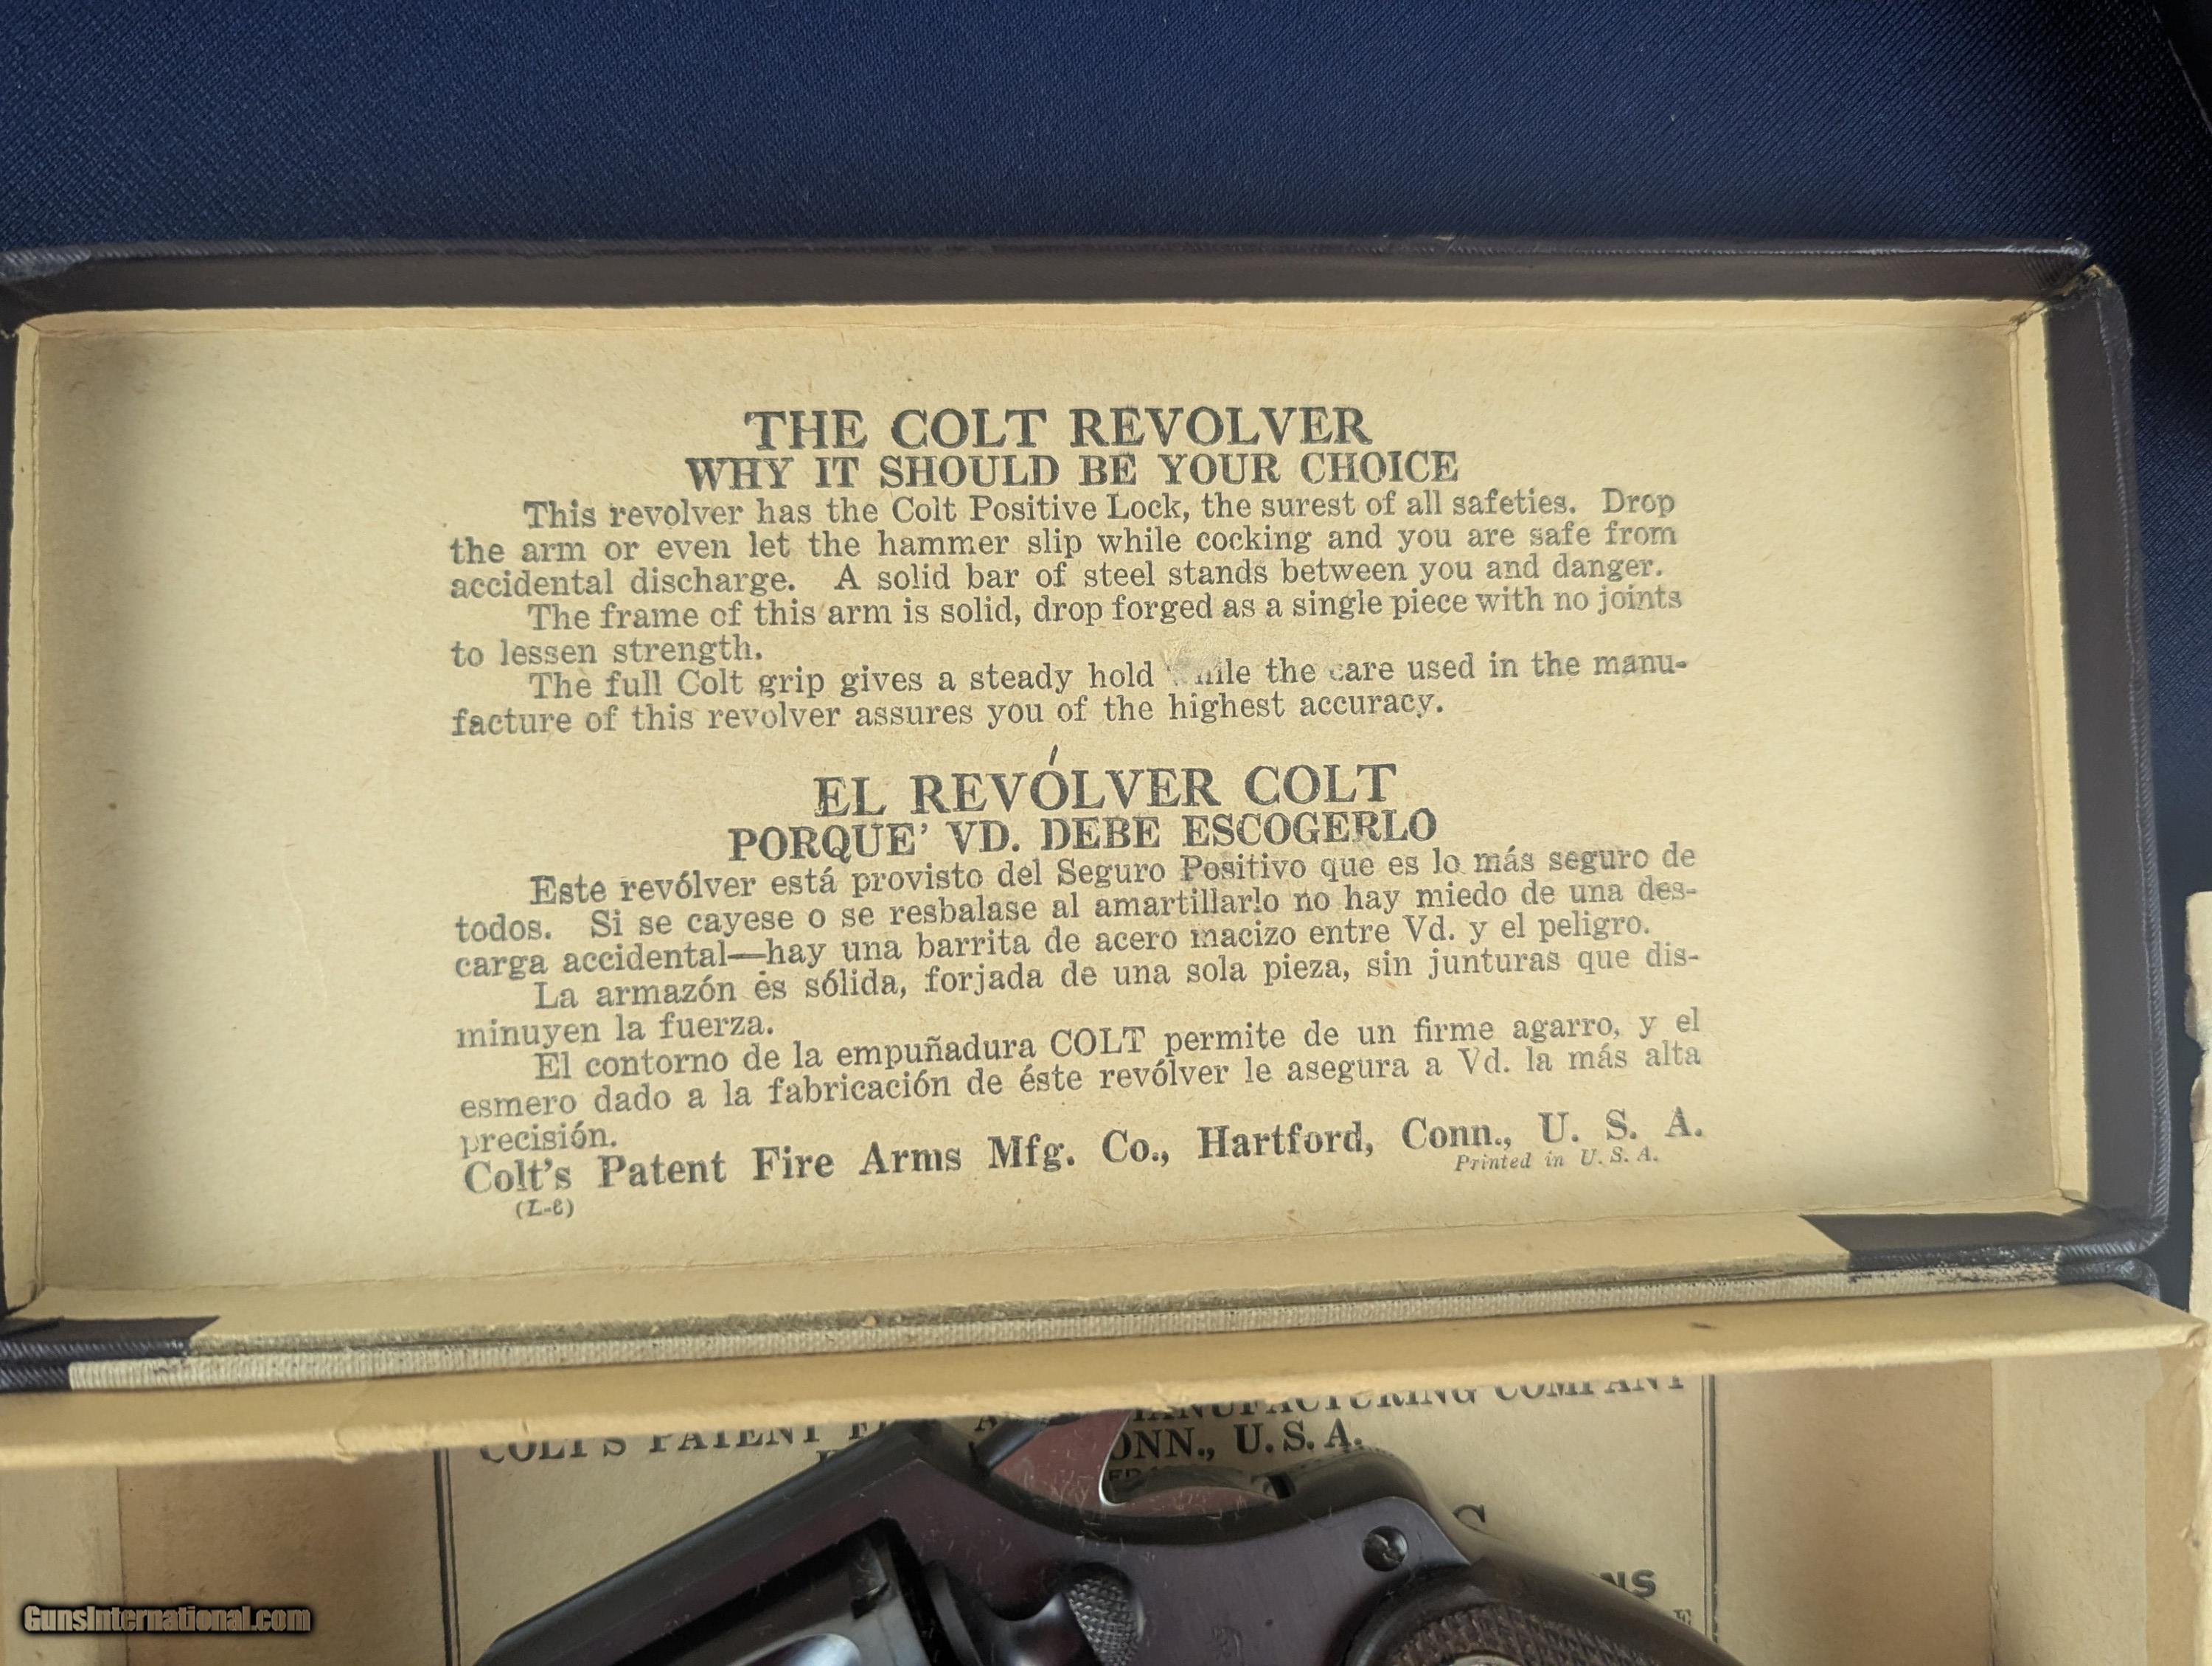 THE COLT REVOLVER
WHY IT SHOULD BE YOUR CHOICE
This revolver has the Colt Positive Lock, the surest of all safeties. Drop
the arm or even let the hammer slip while cocking and you are safe from
accidental discharge. A solid bar of steel stands between you and danger.
The frame of this arm is solid, drop forged as a single piece with no joints
to lessen strength.
The full Colt grip gives a steady hold while the care used in the manu-
facture of this revolver assures you of the highest accuracy.
EL REVÓLVER COLT
PORQUE' VD. DEBE ESCOGERLO
Este revólver está provisto del Seguro Positivo que es lo más seguro de
todos. Si se cayese o se resbalase al amartillarlo no hay miedo de una des-
carga accidental—hay una barrita de acero macizo entre Vd. y el peligro.
La armazón es sólida, forjada de una sola pieza, sin junturas que dis-
minuyen la fuerza.
El contorno de la empuñadura COLT permite de un firme agarro, y el
esmero dado a la fabricación de éste revólver le asegura a Vd. la más alta
precisión.
Colt's Patent Fire Arms Mfg. Co., Hartford, Conn., U. S. A.
Printed in U. S. A.
COLT'S PATENT MANUFACTURING COMPANY
CONN., U. S. A.
GunsInternational.com